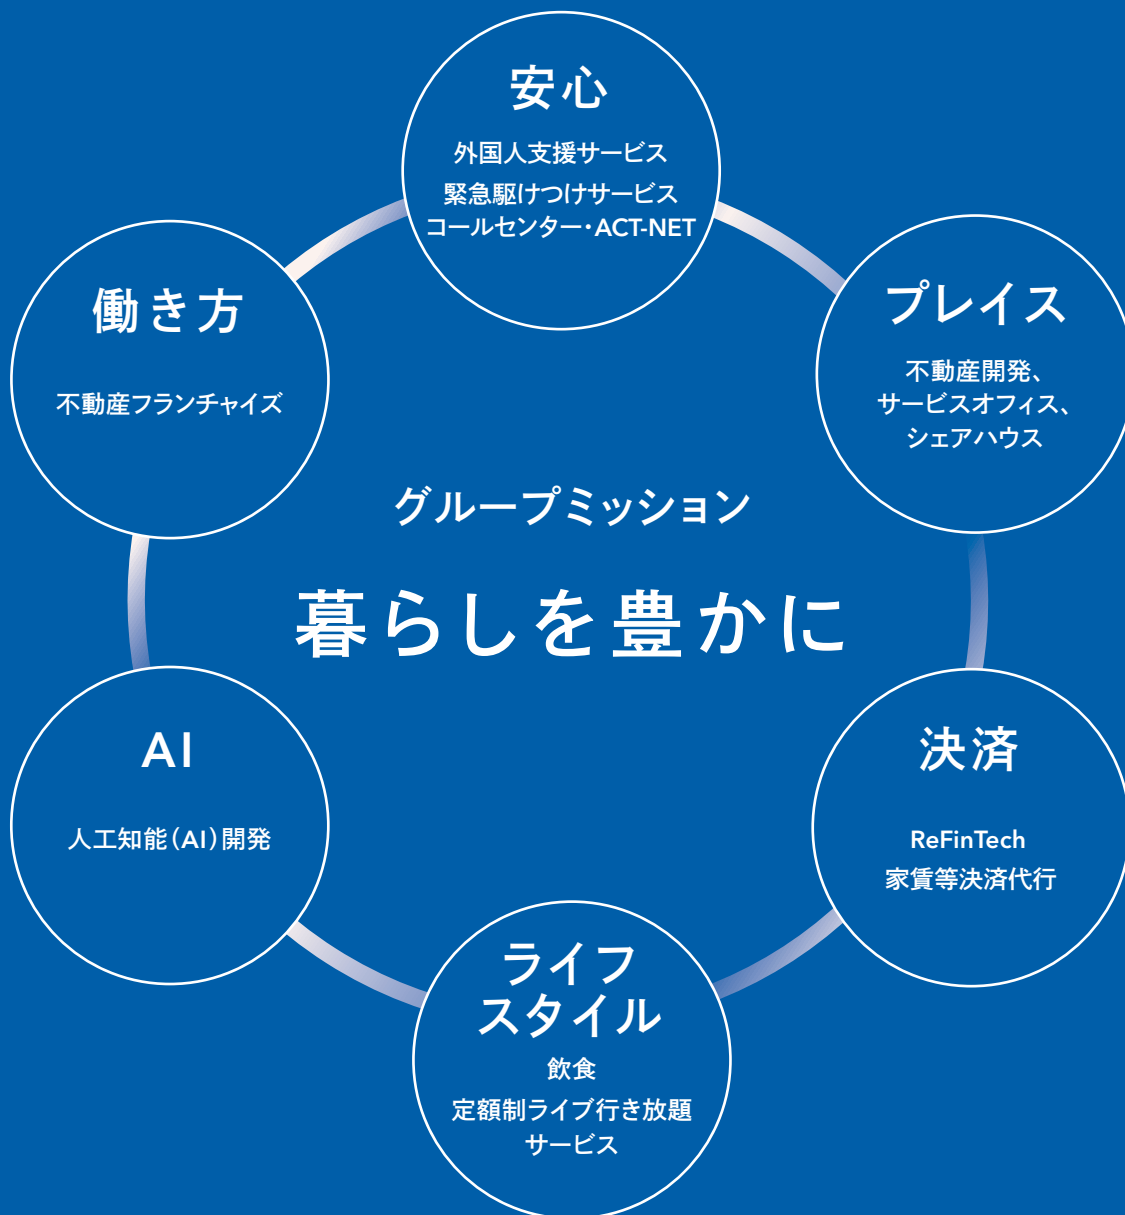 安心
外国人支援サービス
緊急駆けつけサービス
コールセンター・ACT-NET
働き方
不動産フランチャイズ
プレイス
不動産開発、
サービスオフィス、
シェアハウス
グループミッション
暮らしを豊かに
AI
人工知能（AI）開発
決済
ReFinTech
家賃等決済代行
ライフ
スタイル
飲食
定額制ライブ行き放題
サービス